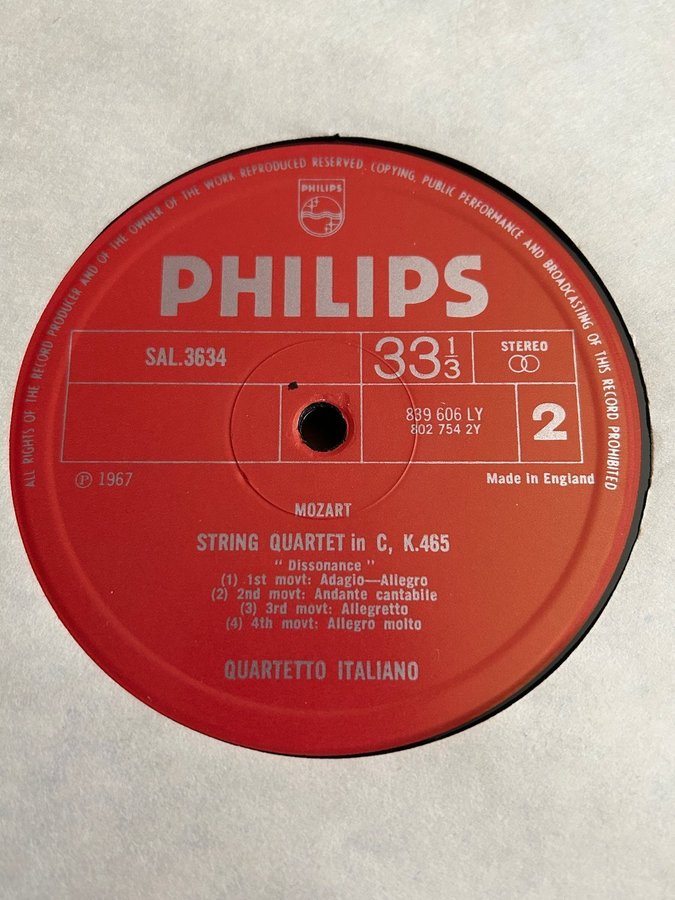 ALL RIGHTS OF THE RECORD PRODUCER AND OF THE OWNER OF THE WORK REPRODUCED RESERVED. COPYING, PUBLIC PERFORMANCE AND BROADCASTING OF THIS RECORD PROHIBITED
PHILIPS
PHILIPS
SAL.3634
33 1/3
STEREO
839 606 LY
802 754 2Y
2
℗ 1967
Made in England
MOZART
STRING QUARTET in C, K.465
" Dissonance "
(1) 1st movt: Adagio—Allegro
(2) 2nd movt: Andante cantabile
(3) 3rd movt: Allegretto
(4) 4th movt: Allegro molto
QUARTETTO ITALIANO